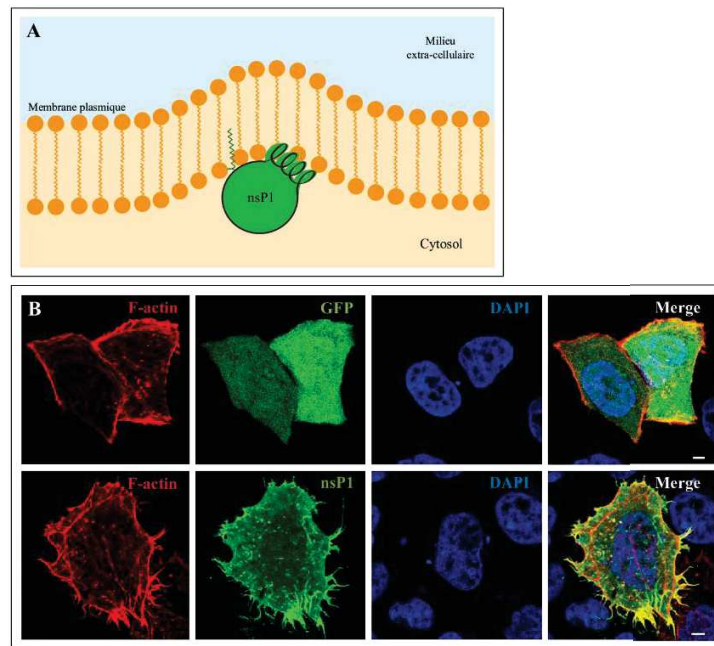 A
Milieu
extra-cellulaire
Membrane plasmique
nsP1
Cytosol
B
F-actin
GFP
DAPI
Merge
F-actin
nsP1
DAPI
Merge